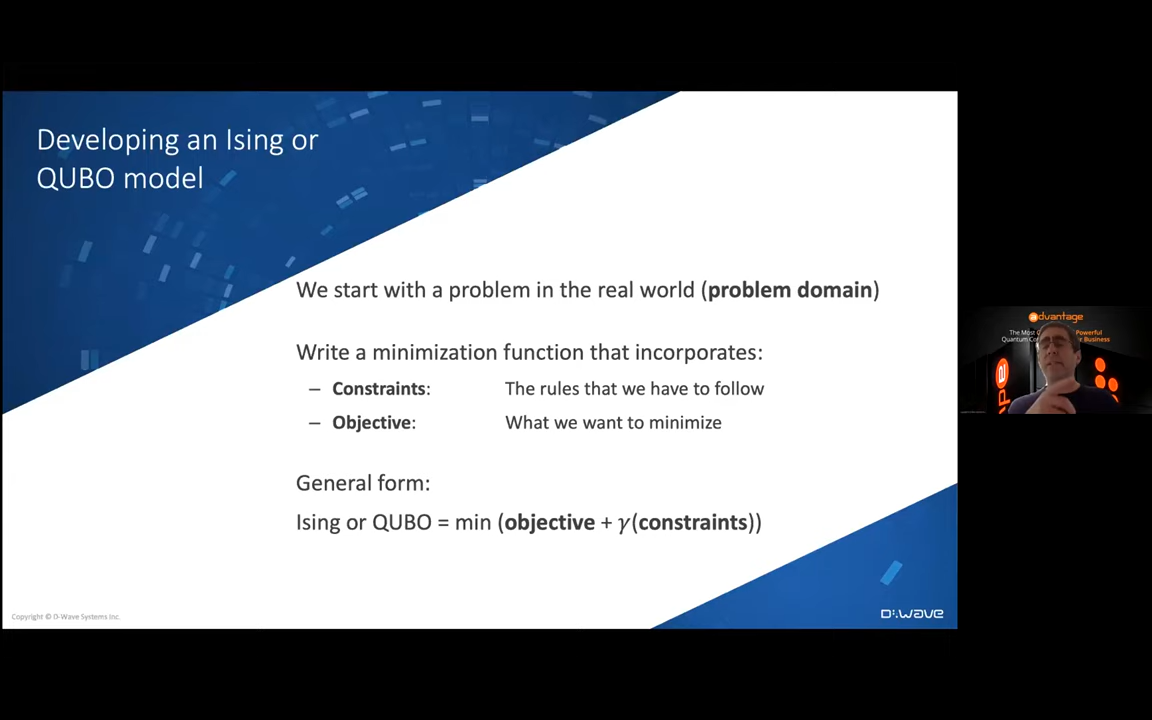 Developing an Ising or
QUBO model
We start with a problem in the real world (problem domain)
Write a minimization function that incorporates:
– Constraints: The rules that we have to follow
– Objective: What we want to minimize
General form:
Ising or QUBO = min (objective + γ(constraints))
Copyright © D-Wave Systems Inc.
D:wave
advantage
The Most Powerful
Quantum Business